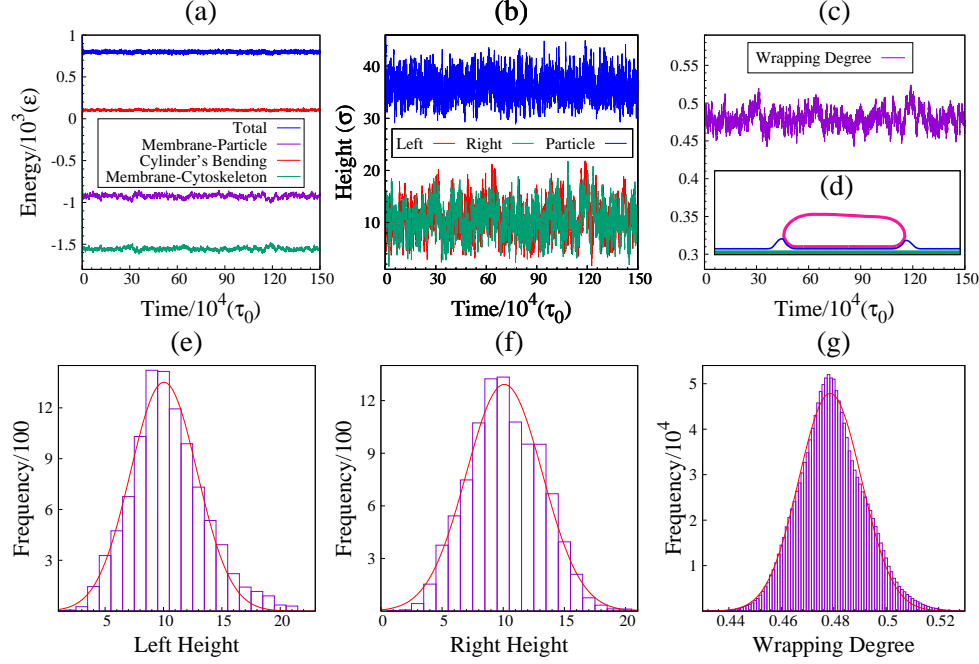 (a)
Energy/10^3(ε)
1
0.5
0
-0.5
-1
-1.5
Total
Membrane-Particle
Cylinder's Bending
Membrane-Cytoskeleton
0 30 60 90 120 150
Time/10^4(τ_0)
(b)
Height (σ)
40
30
20
10
Left Right Particle
0 30 60 90 120 150
Time/10^4(τ_0)
(c)
0.55
0.5
0.45
0.4
0.35
0.3
Wrapping Degree
(d)
0 30 60 90 120 150
Time/10^4(τ_0)
(e)
Frequency/100
12
9
6
3
5 10 15 20
Left Height
(f)
Frequency/100
12
9
6
3
0 5 10 15 20
Right Height
(g)
Frequency/10^4
5
4
3
2
1
0.44 0.46 0.48 0.5 0.52
Wrapping Degree